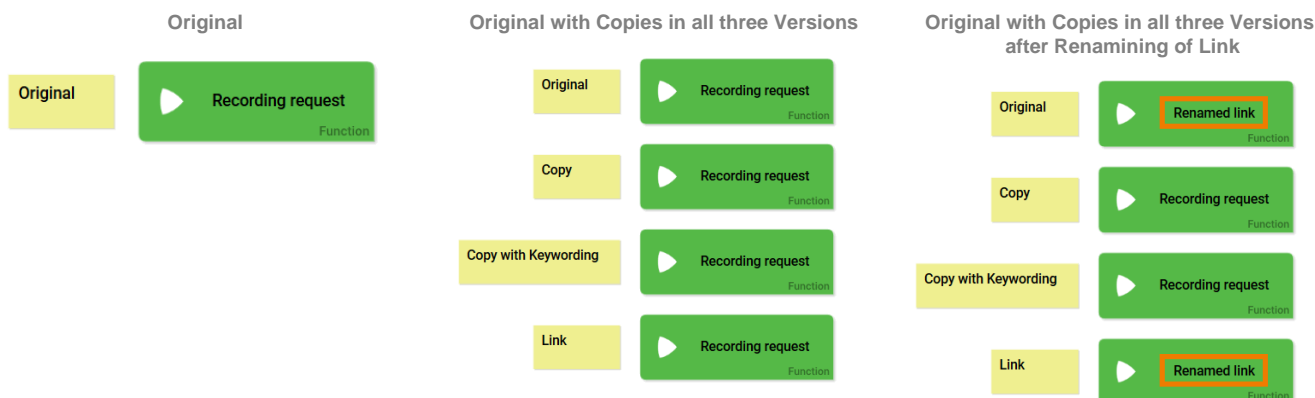 Original
Original
Recording request
Function
Original with Copies in all three Versions
Original
Recording request
Function
Copy
Recording request
Function
Copy with Keywording
Recording request
Function
Link
Recording request
Function
Original with Copies in all three Versions
after Renamining of Link
Original
Renamed link
Function
Copy
Recording request
Function
Copy with Keywording
Recording request
Function
Link
Renamed link
Function